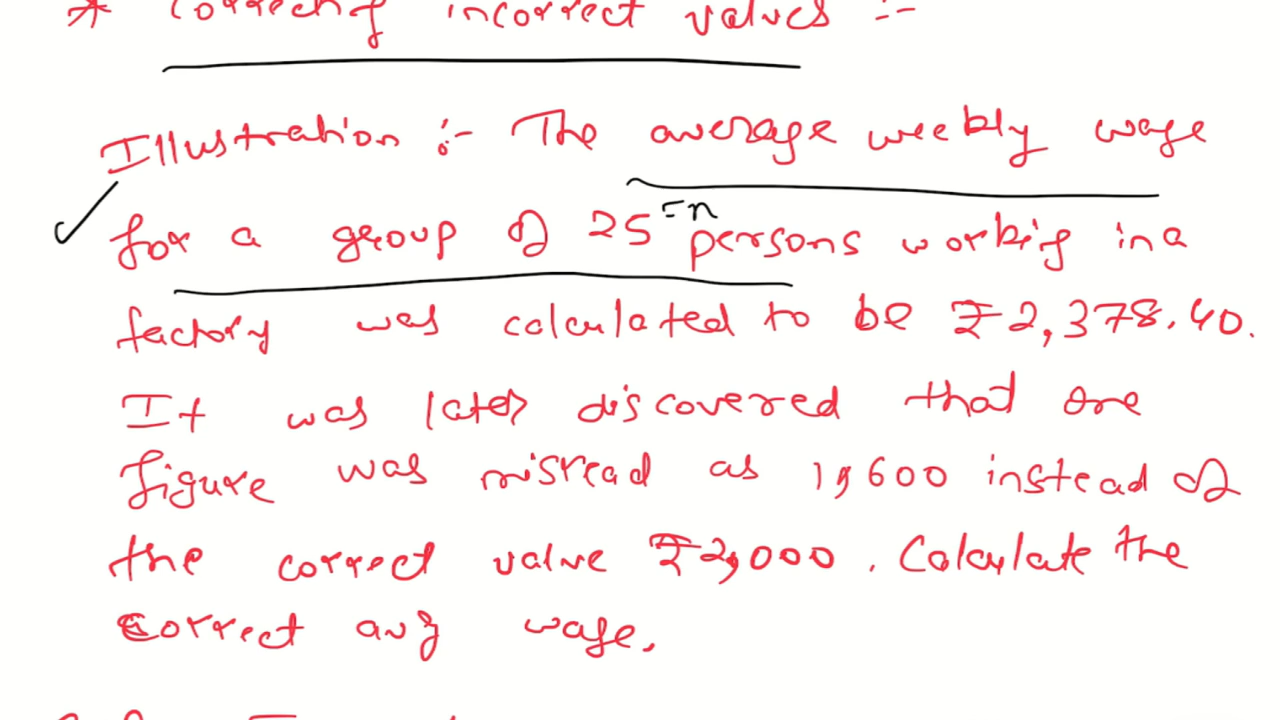 * Correcting incorrect values :-
Illustration :- The average weekly wage
for a group of 25 =n persons working in a
factory was calculated to be ₹2,378.40.
It was later discovered that one
figure was misread as 1,600 instead of
the correct value ₹2,000. Calculate the
correct avg wage.